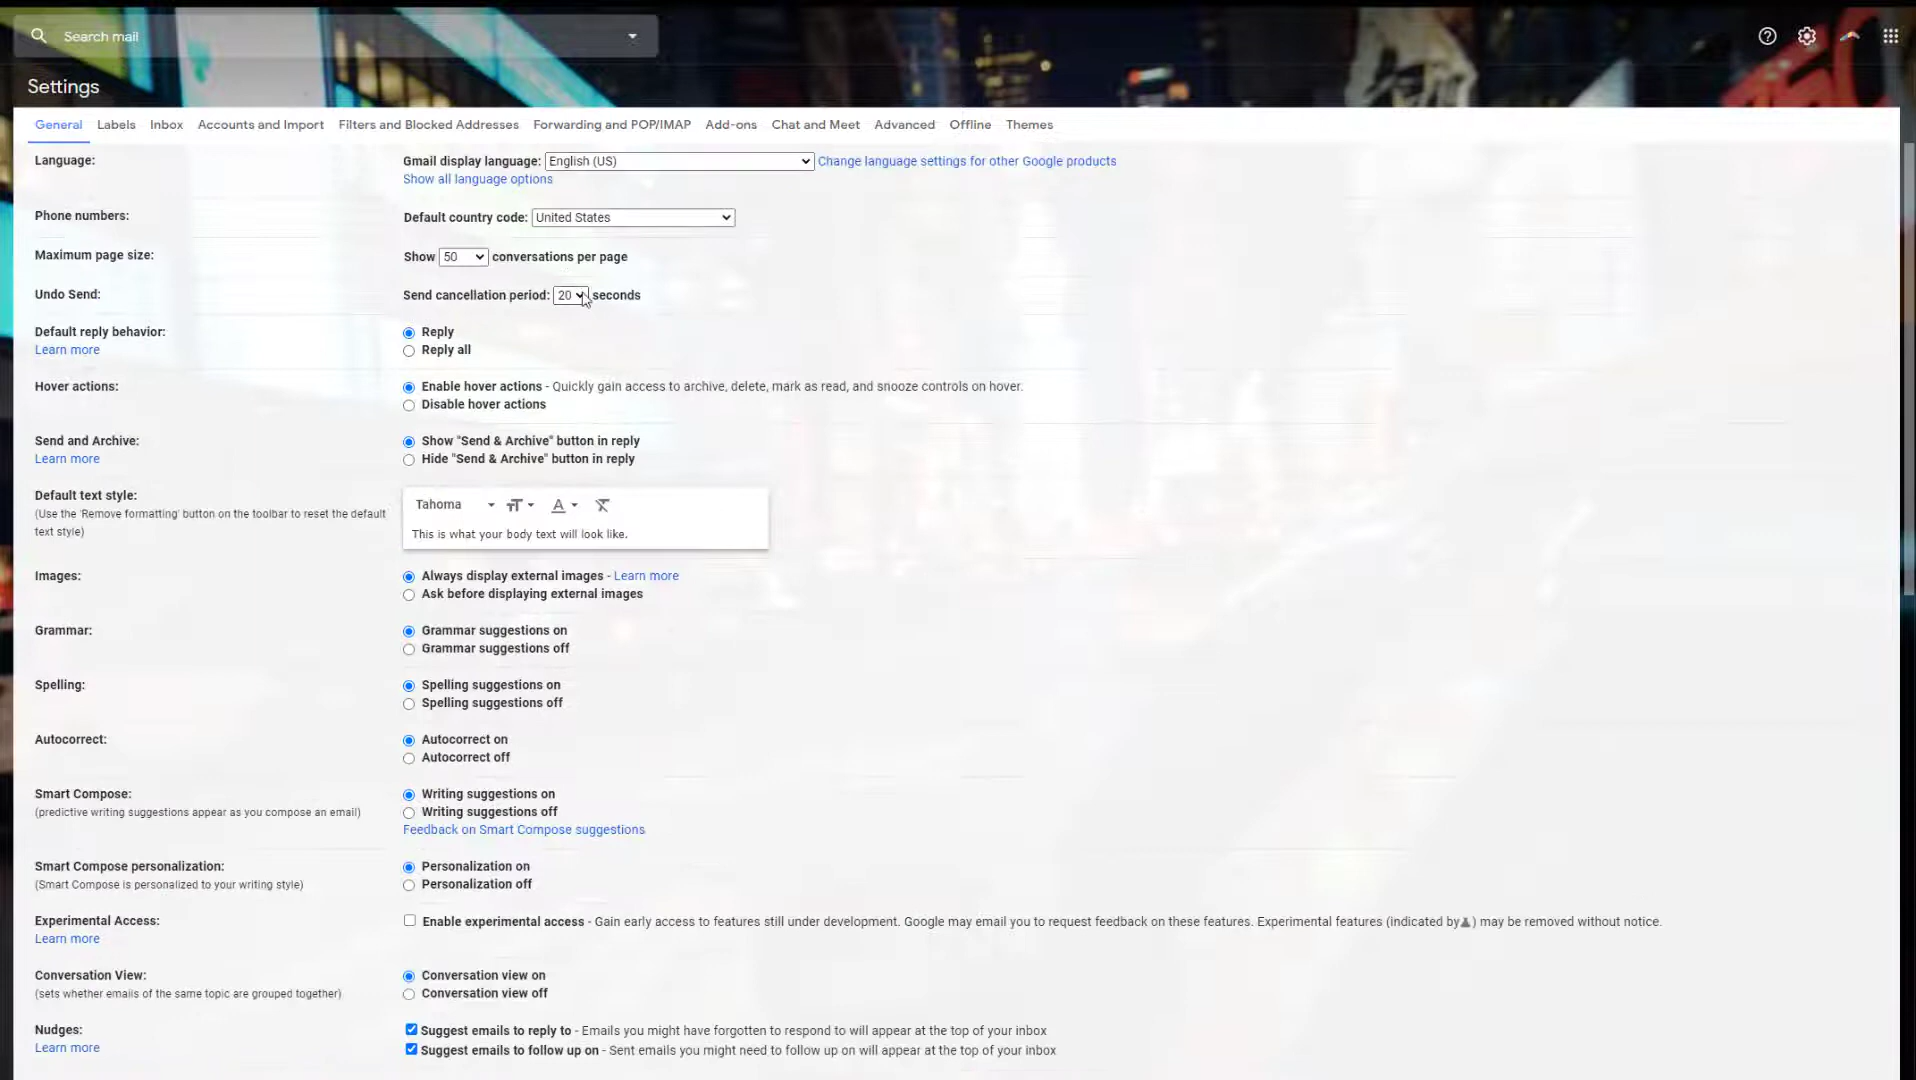 Search mail
Settings
General Labels Inbox Accounts and Import Filters and Blocked Addresses Forwarding and POP/IMAP Add-ons Chat and Meet Advanced Offline Themes
Language: Gmail display language: English (US) Change language settings for other Google products
Show all language options
Phone numbers: Default country code: United States
Maximum page size: Show 50 conversations per page
Undo Send: Send cancellation period: 20 seconds
Default reply behavior: Reply
Learn more Reply all
Hover actions: Enable hover actions - Quickly gain access to archive, delete, mark as read, and snooze controls on hover.
Disable hover actions
Send and Archive: Show "Send & Archive" button in reply
Learn more Hide "Send & Archive" button in reply
Default text style:
(Use the 'Remove formatting' button on the toolbar to reset the default
text style)
Tahoma
This is what your body text will look like.
Images: Always display external images - Learn more
Ask before displaying external images
Grammar: Grammar suggestions on
Grammar suggestions off
Spelling: Spelling suggestions on
Spelling suggestions off
Autocorrect: Autocorrect on
Autocorrect off
Smart Compose: Writing suggestions on
(predictive writing suggestions appear as you compose an email) Writing suggestions off
Feedback on Smart Compose suggestions
Smart Compose personalization: Personalization on
(Smart Compose is personalized to your writing style) Personalization off
Experimental Access: Enable experimental access - Gain early access to features still under development. Google may email you to request feedback on these features. Experimental features (indicated by ) may be removed without notice.
Learn more
Conversation View: Conversation view on
(sets whether emails of the same topic are grouped together) Conversation view off
Nudges: Suggest emails to reply to - Emails you might have forgotten to respond to will appear at the top of your inbox
Learn more Suggest emails to follow up on - Sent emails you might need to follow up on will appear at the top of your inbox